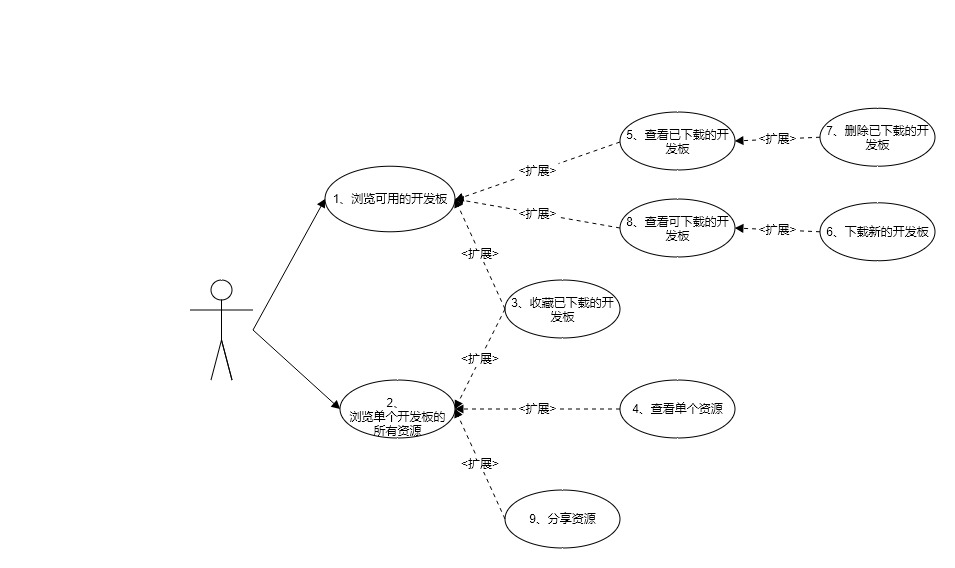 5、查看已下载的开
发板
<扩展>
7、删除已下载的开
发板
<扩展>
1、浏览可用的开发板
<扩展>
8、查看可下载的开
发板
<扩展>
6、下载新的开发板
<扩展>
3、收藏已下载的开
发板
<扩展>
2、
浏览单个开发板的
所有资源
<扩展>
4、查看单个资源
<扩展>
9、分享资源